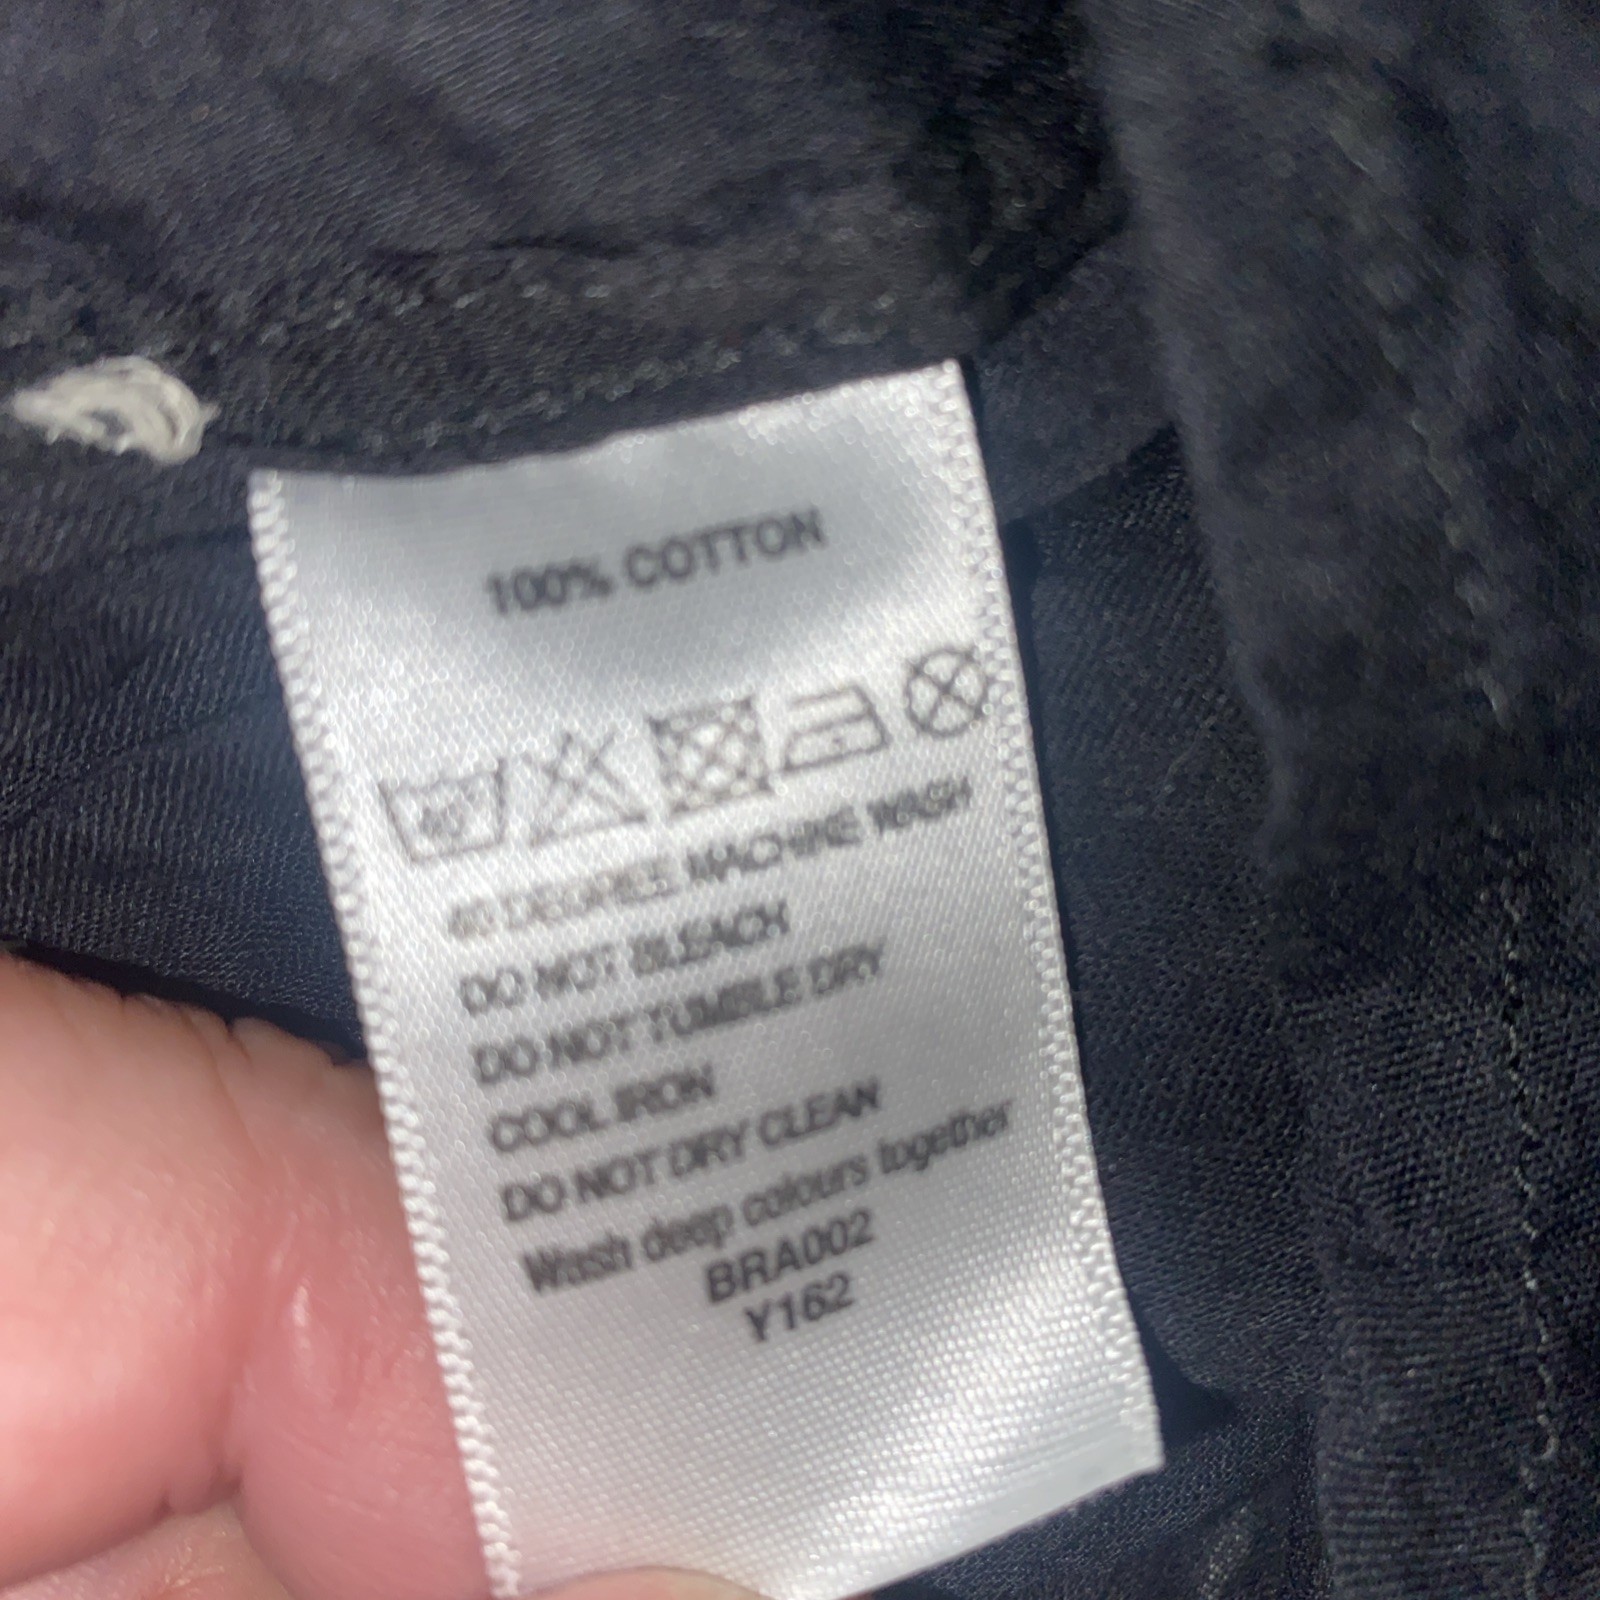 100% COTTON
40
40 DEGREE MACHINE WASH
DO NOT BLEACH
DO NOT TUMBLE DRY
COOL IRON
DO NOT DRY CLEAN
Wash deep colours together
BRA002
Y162